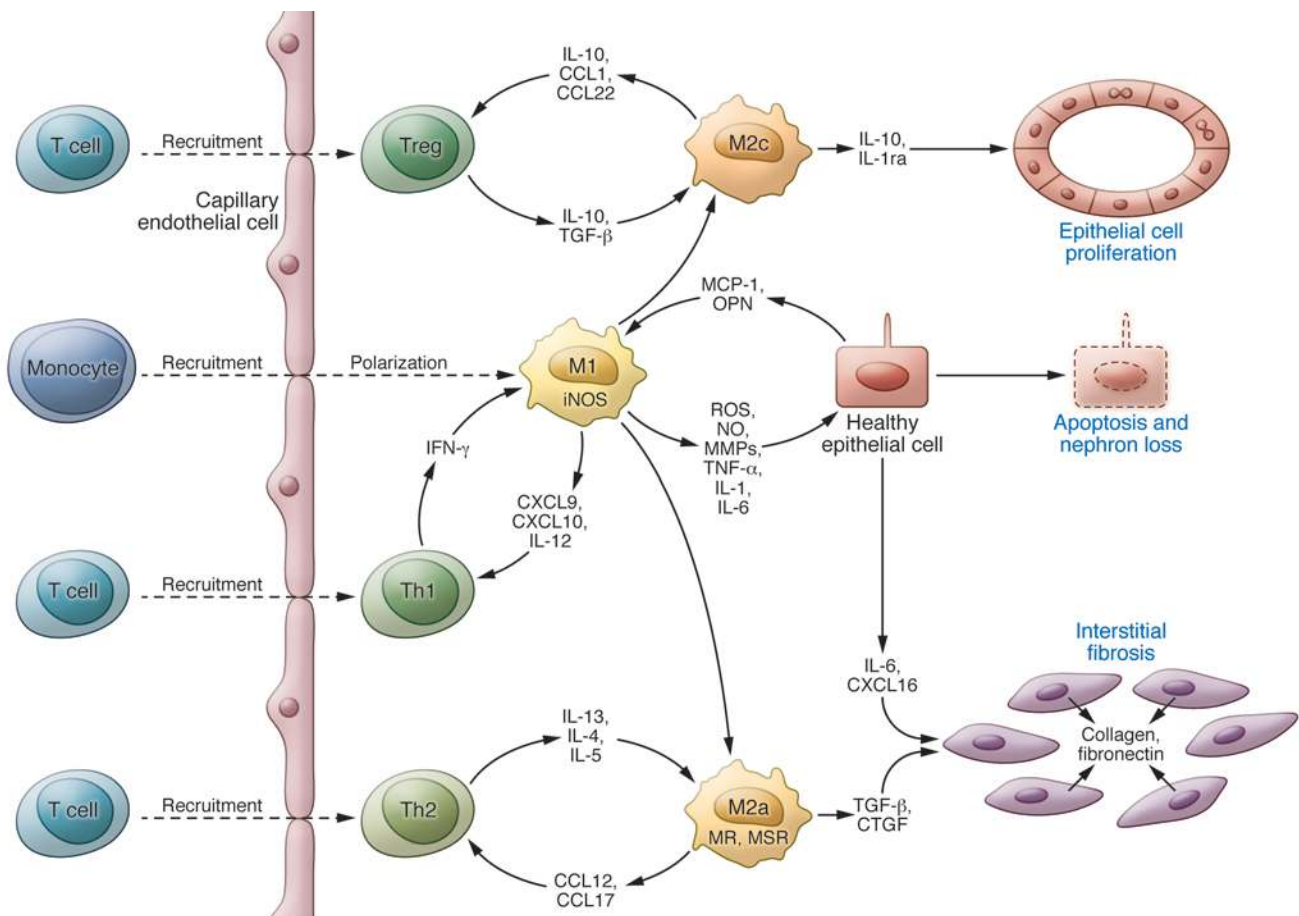 IL-10,
CCL1,
CCL22
T cell
Recruitment
Treg
M2c
IL-10,
IL-1ra
Capillary
endothelial cell
IL-10,
TGF-β
Epithelial cell
proliferation
MCP-1,
OPN
Monocyte
Recruitment
Polarization
M1
iNOS
Healthy
epithelial cell
Apoptosis and
nephron loss
ROS,
NO,
MMPs,
TNF-α,
IL-1,
IL-6
IFN-γ
CXCL9,
CXCL10,
IL-12
T cell
Recruitment
Th1
IL-6,
CXCL16
Interstitial
fibrosis
Collagen,
fibronectin
IL-13,
IL-4,
IL-5
T cell
Recruitment
Th2
M2a
MR, MSR
TGF-β,
CTGF
CCL12,
CCL17